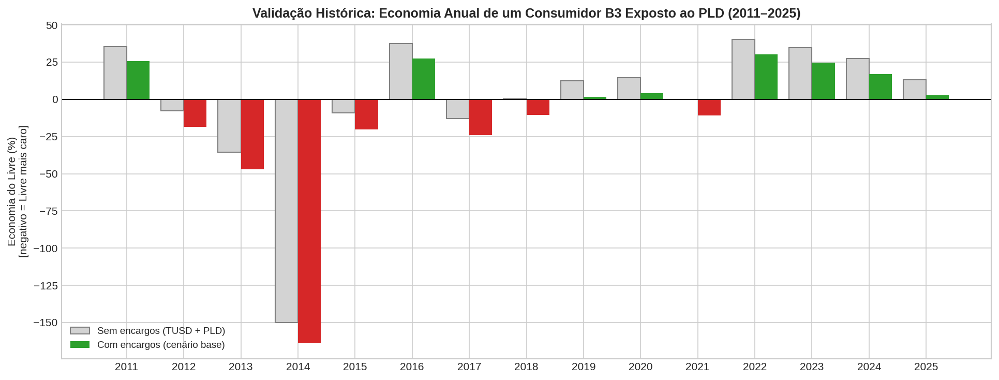 Validação Histórica: Economia Anual de um Consumidor B3 Exposto ao PLD (2011–2025)
Economia do Livre (%)
[negativo = Livre mais caro]
50
25
0
−25
−50
−75
−100
−125
−150
Sem encargos (TUSD + PLD)
Com encargos (cenário base)
2011 2012 2013 2014 2015 2016 2017 2018 2019 2020 2021 2022 2023 2024 2025